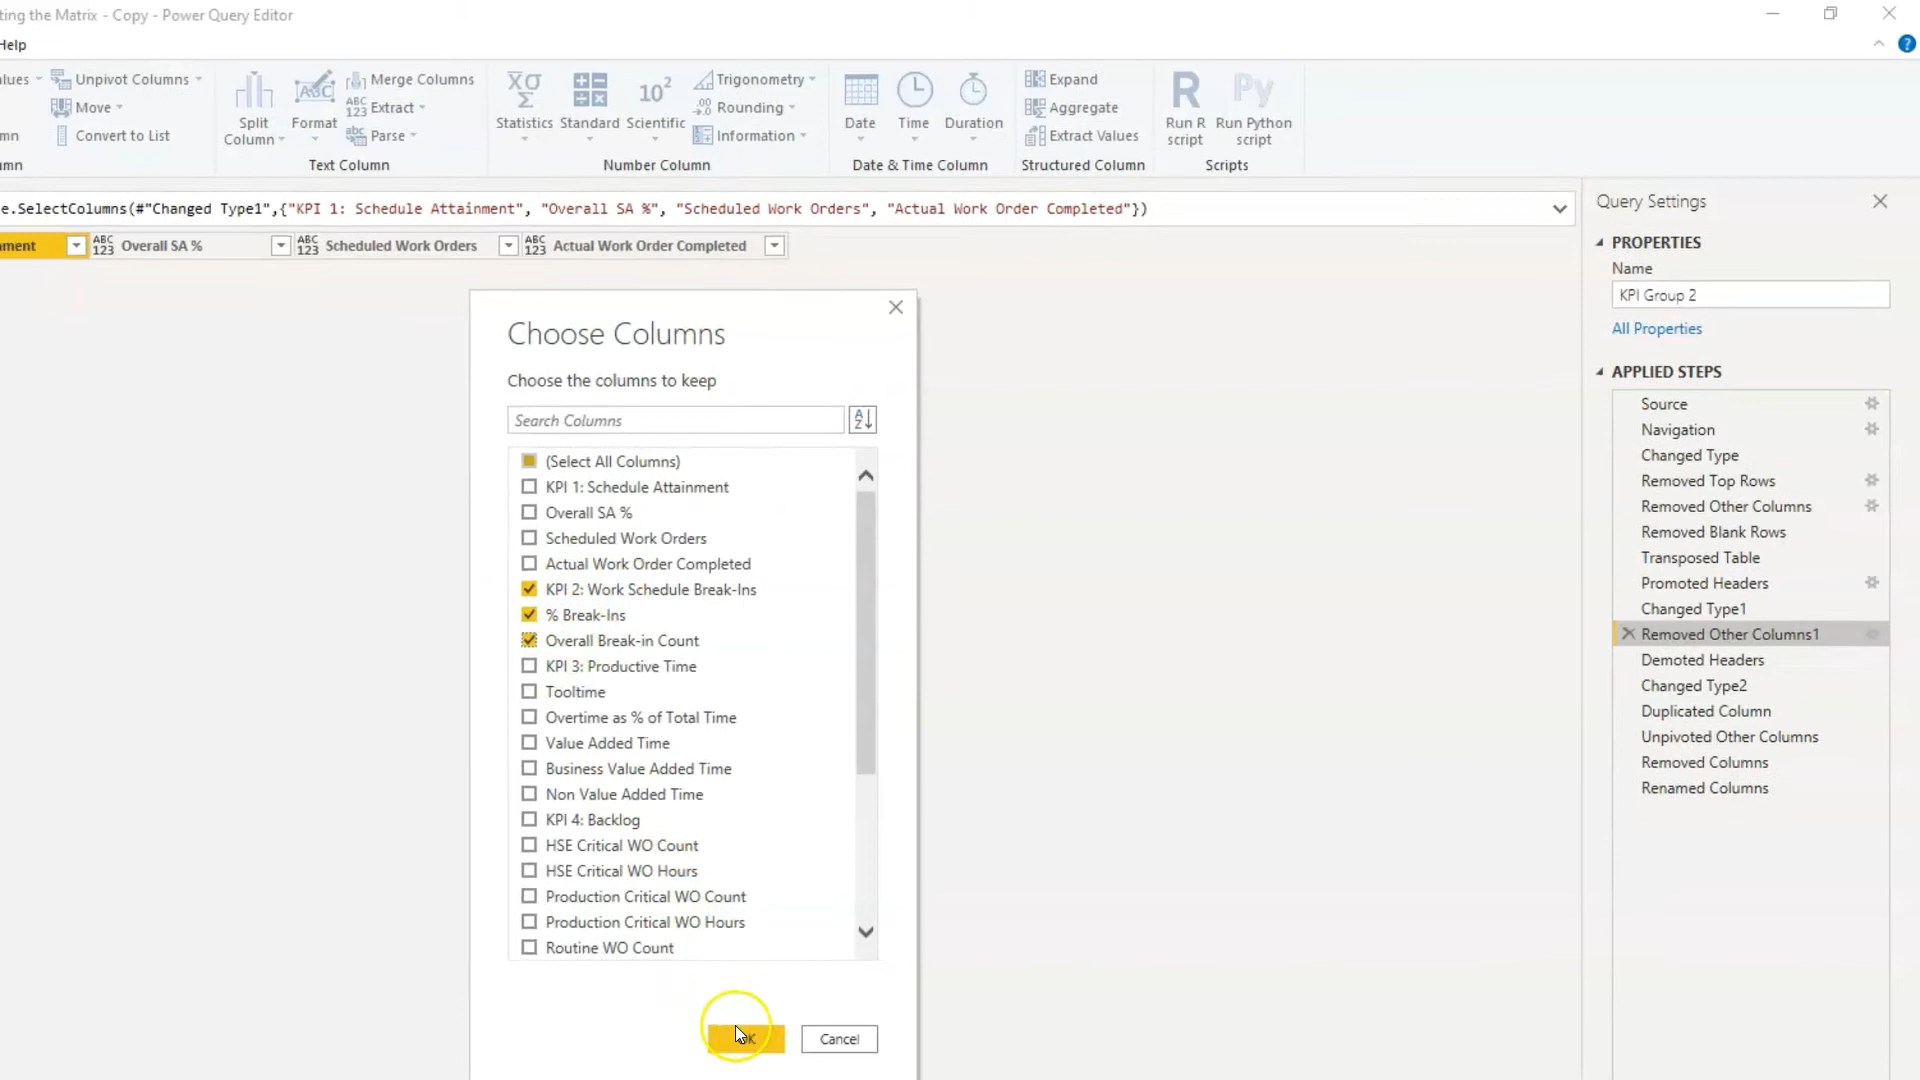 ting the Matrix - Copy - Power Query Editor
Help
alues
Unpivot Columns
Merge Columns
Trigonometry
Expand
Move
Extract
Rounding
Aggregate
Convert to List
Parse
Information
Extract Values
Split Column
Format
Statistics
Standard
Scientific
Date
Time
Duration
Run R script
Run Python script
Text Column
Number Column
Date & Time Column
Structured Column
Scripts
e.SelectColumns(#"Changed Type1",{"KPI 1: Schedule Attainment", "Overall SA %", "Scheduled Work Orders", "Actual Work Order Completed"})
ABC 123 Overall SA %
ABC 123 Scheduled Work Orders
ABC 123 Actual Work Order Completed
Choose Columns
Choose the columns to keep
Search Columns
(Select All Columns)
KPI 1: Schedule Attainment
Overall SA %
Scheduled Work Orders
Actual Work Order Completed
KPI 2: Work Schedule Break-Ins
% Break-Ins
Overall Break-in Count
KPI 3: Productive Time
Tooltime
Overtime as % of Total Time
Value Added Time
Business Value Added Time
Non Value Added Time
KPI 4: Backlog
HSE Critical WO Count
HSE Critical WO Hours
Production Critical WO Count
Production Critical WO Hours
Routine WO Count
Cancel
Query Settings
PROPERTIES
Name
KPI Group 2
All Properties
APPLIED STEPS
Source
Navigation
Changed Type
Removed Top Rows
Removed Other Columns
Removed Blank Rows
Transposed Table
Promoted Headers
Changed Type1
Removed Other Columns1
Demoted Headers
Changed Type2
Duplicated Column
Unpivoted Other Columns
Removed Columns
Renamed Columns